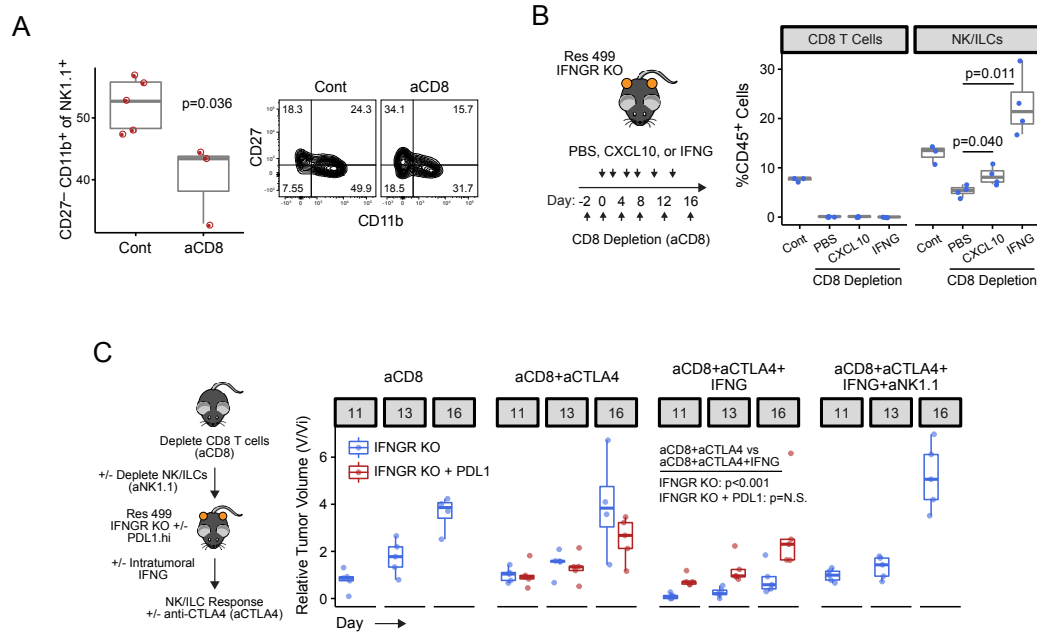 A
CD27− CD11b+ of NK1.1+
50
40
p=0.036
Cont
aCD8
Cont
aCD8
18.3
24.3
34.1
15.7
7.55
49.9
18.5
31.7
CD27
CD11b
B
Res 499
IFNGR KO
PBS, CXCL10, or IFNG
Day: -2 0 4 8 12 16
CD8 Depletion (aCD8)
CD8 T Cells
NK/ILCs
%CD45+ Cells
30
20
10
0
p=0.011
p=0.040
Cont
PBS
CXCL10
IFNG
Cont
PBS
CXCL10
IFNG
CD8 Depletion
CD8 Depletion
C
Deplete CD8 T cells
(aCD8)
+/- Deplete NK/ILCs
(aNK1.1)
Res 499
IFNGR KO +/-
PDL1.hi
+/- Intratumoral
IFNG
NK/ILC Response
+/- anti-CTLA4 (aCTLA4)
Relative Tumor Volume (V/Vi)
6
4
2
0
Day
aCD8
11
13
16
IFNGR KO
IFNGR KO + PDL1
aCD8+aCTLA4
11
13
16
aCD8+aCTLA4+
IFNG
11
13
16
aCD8+aCTLA4 vs
aCD8+aCTLA4+IFNG
IFNGR KO: p<0.001
IFNGR KO + PDL1: p=N.S.
aCD8+aCTLA4+
IFNG+aNK1.1
11
13
16